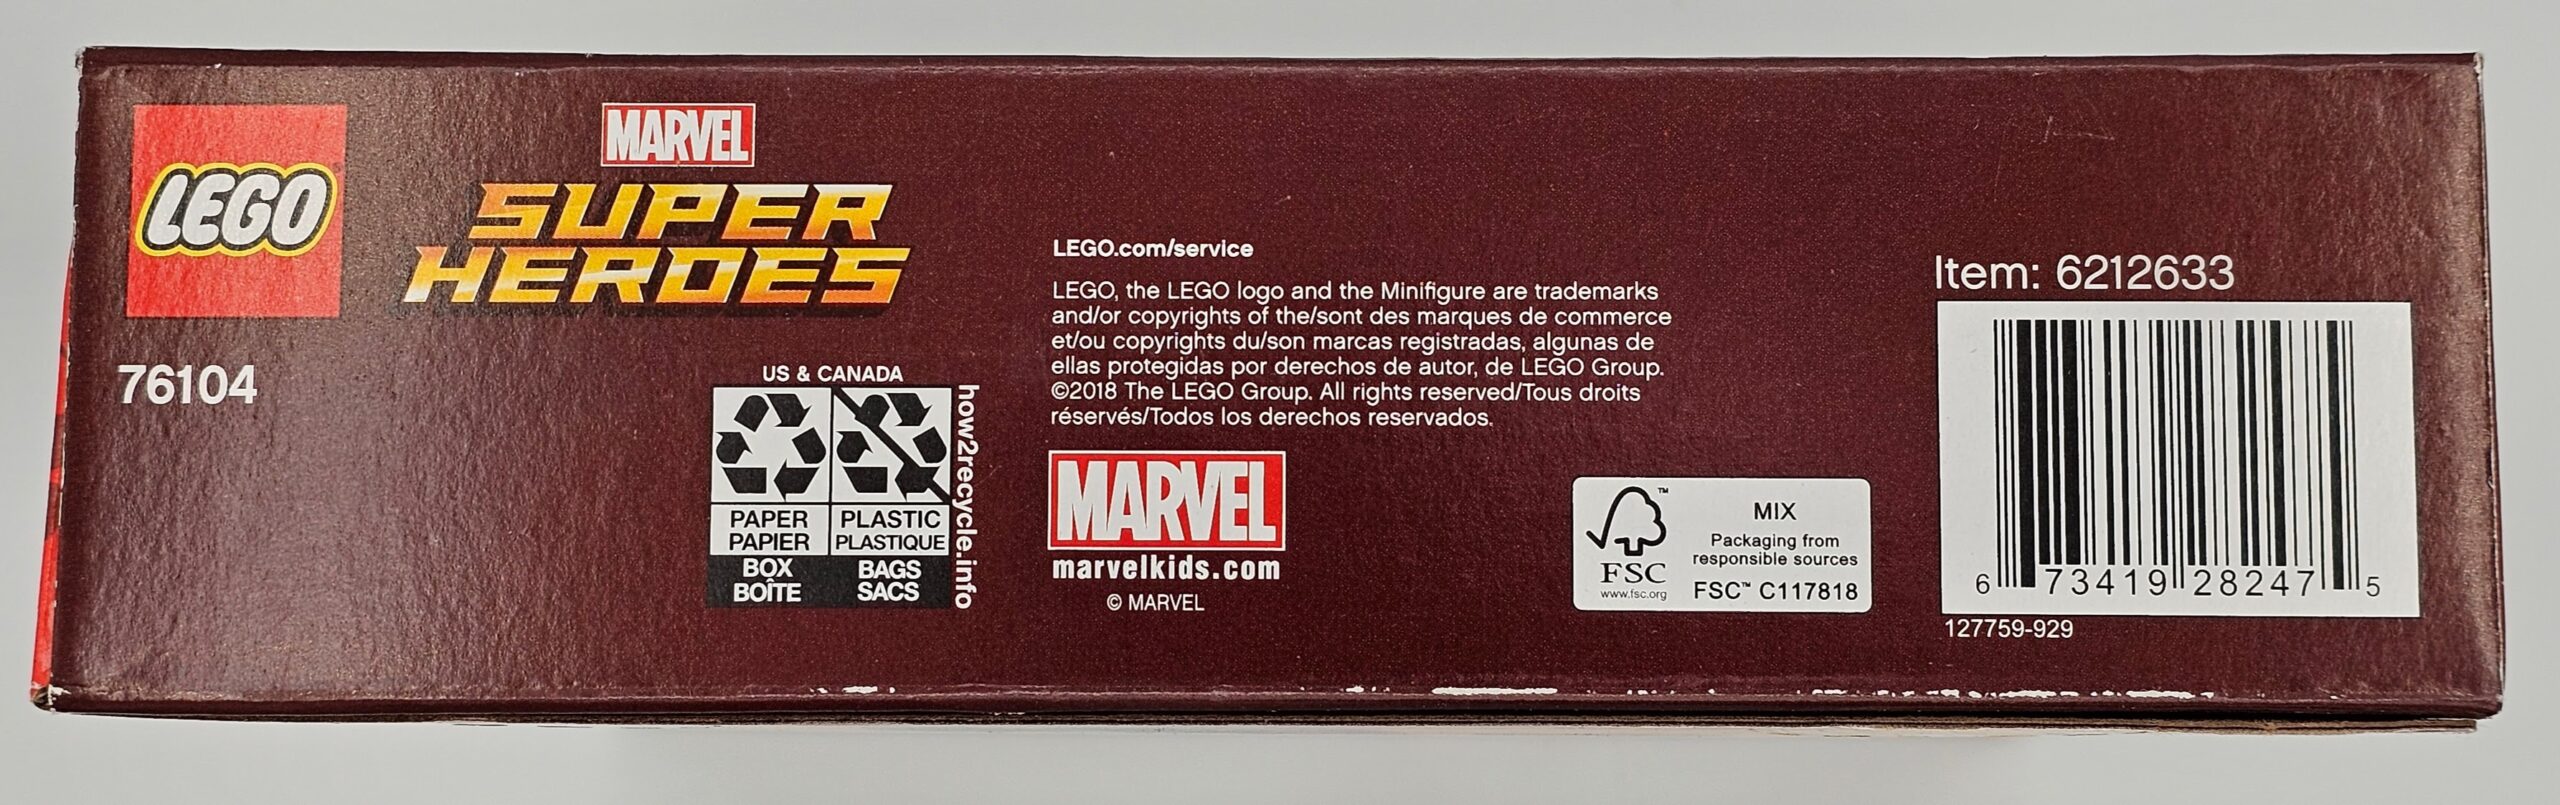 LEGO
MARVEL
SUPER
HEROES
76104
US & CANADA
PAPER
PAPIER
BOX
BOÎTE
PLASTIC
PLASTIQUE
BAGS
SACS
how2recycle.info
LEGO.com/service
LEGO, the LEGO logo and the Minifigure are trademarks
and/or copyrights of the/sont des marques de commerce
et/ou copyrights du/son marcas registradas, algunas de
ellas protegidas por derechos de autor, de LEGO Group.
©2018 The LEGO Group. All rights reserved/Tous droits
réservés/Todos los derechos reservados.
MARVEL
marvelkids.com
© MARVEL
FSC
www.fsc.org
MIX
Packaging from
responsible sources
FSC™ C117818
Item: 6212633
6 73419 28247 5
127759-929